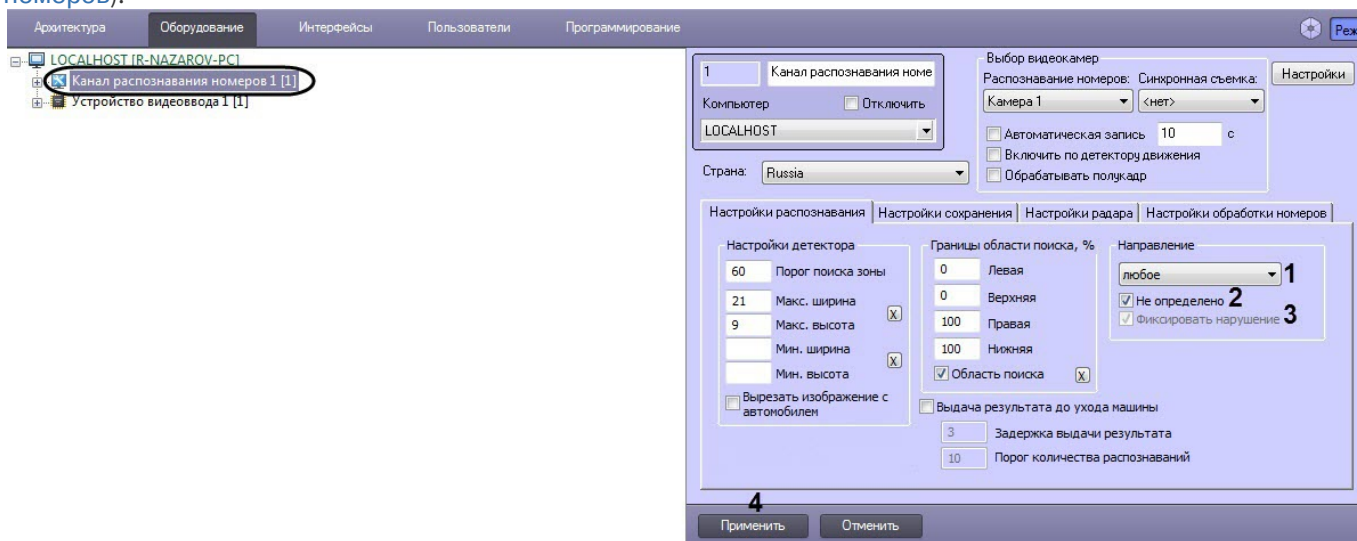 номеров).
Архитектура Оборудование Интерфейсы Пользователи Программирование Реж
LOCALHOST [R-NAZAROV-PC]
Канал распознавания номеров 1 [1]
Устройство видеоввода 1 [1]
1 Канал распознавания номе
Компьютер Отключить
LOCALHOST
Страна: Russia
Выбор видеокамер
Распознавание номеров: Синхронная съемка: Настройки
Камера 1 <нет>
Автоматическая запись 10 с
Включить по детектору движения
Обрабатывать полукадр
Настройки распознавания Настройки сохранения Настройки радара Настройки обработки номеров
Настройки детектора
60 Порог поиска зоны
21 Макс. ширина
9 Макс. высота
X
Мин. ширина
Мин. высота
X
Вырезать изображение с
автомобилем
Границы области поиска, %
0 Левая
0 Верхняя
100 Правая
100 Нижняя
Область поиска X
Направление
любое 1
Не определено 2
Фиксировать нарушение 3
Выдача результата до ухода машины
3 Задержка выдачи результата
10 Порог количества распознаваний
4
Применить Отменить